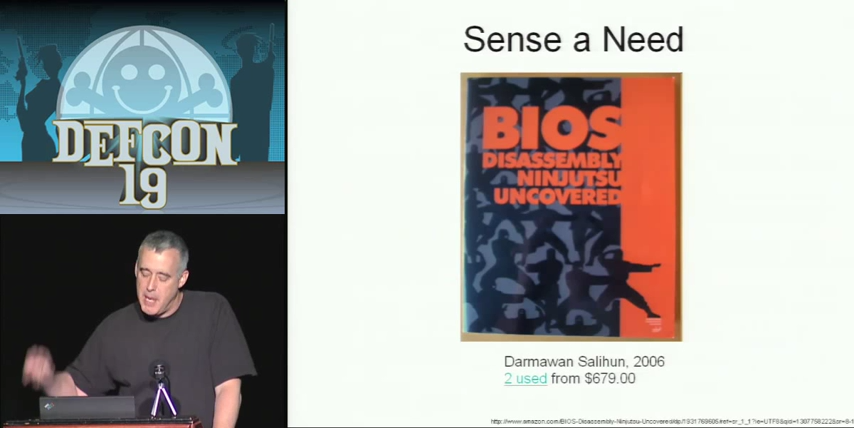 DEFCON
19
Sense a Need
BIOS
DISASSEMBLY
NINJUTSU
UNCOVERED
Darmawan Salihun, 2006
2 used from $679.00